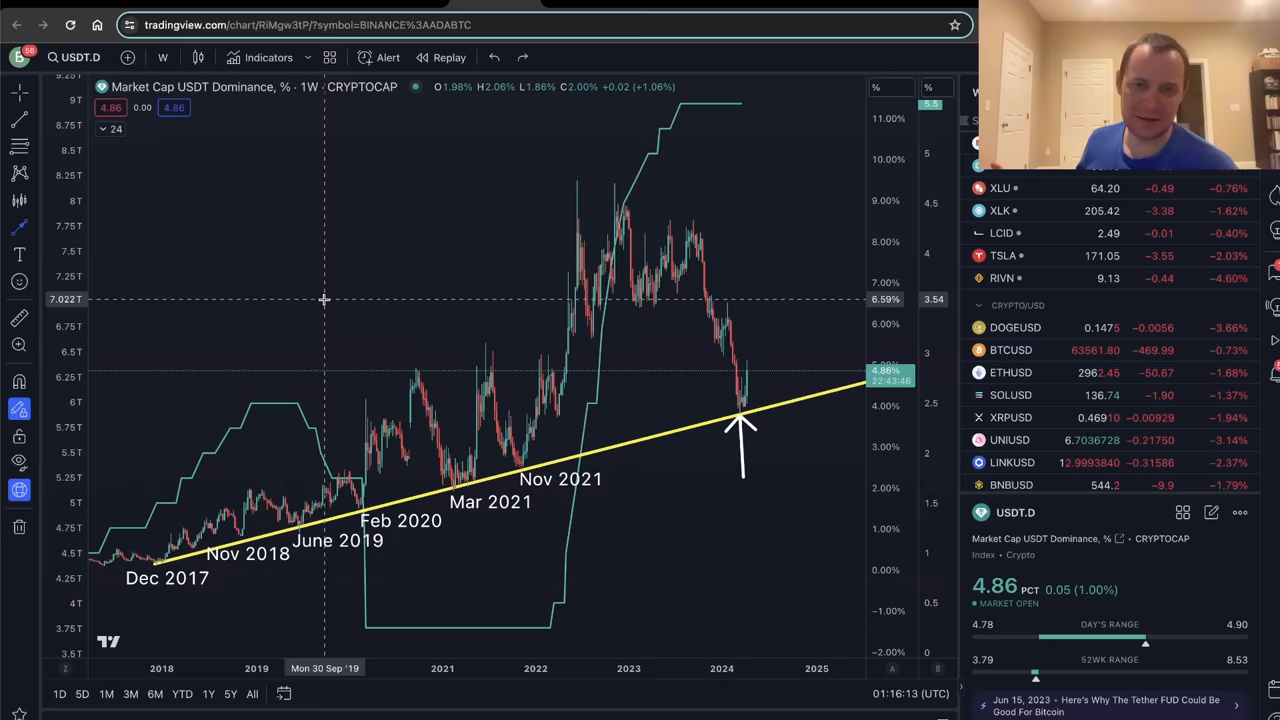 tradingview.com/chart/RiMgw3tP/?symbol=BINANCE%3AADABTC
B 56 USDT.D W Indicators Alert Replay
Market Cap USDT Dominance, % · 1W · CRYPTOCAP O1.98% H2.06% L1.86% C2.00% +0.02 (+1.06%)
4.86 0.00 4.86
24
9.25T
9T
8.75T
8.5T
8.25T
8T
7.75T
7.5T
7.25T
7.022T
6.75T
6.5T
6.25T
6T
5.75T
5.5T
5.25T
5T
4.75T
4.5T
4.25T
4T
3.75T
3.5T
Dec 2017
Nov 2018
June 2019
Feb 2020
Mar 2021
Nov 2021
%
11.00%
10.00%
9.00%
8.00%
7.00%
6.59%
6.00%
5.00%
4.86%
22:43:46
4.00%
3.00%
2.00%
1.00%
0.00%
−1.00%
−2.00%
%
5.5
5
4.5
4
3.54
3
2.5
2
1.5
1
0.5
0
Z 2018 2019 Mon 30 Sep '19 2021 2022 2023 2024 2025 A B
1D 5D 1M 3M 6M YTD 1Y 5Y All 01:16:13 (UTC)
W
XLU 64.20 −0.49 −0.76%
XLK 205.42 −3.38 −1.62%
LCID 2.49 −0.01 −0.40%
TSLA 171.05 −3.55 −2.03%
RIVN 9.13 −0.44 −4.60%
CRYPTO/USD
DOGEUSD 0.1475 −0.0056 −3.66%
BTCUSD 63561.80 −469.99 −0.73%
ETHUSD 2962.45 −50.67 −1.68%
SOLUSD 136.74 −1.90 −1.37%
XRPUSD 0.46910 −0.00929 −1.94%
UNIUSD 6.7036728 −0.21750 −3.14%
LINKUSD 12.9993840 −0.31586 −2.37%
BNBUSD 544.2 −9.9 −1.79%
USDT.D
Market Cap USDT Dominance, % · CRYPTOCAP
Index · Crypto
4.86 PCT 0.05 (1.00%)
MARKET OPEN
4.78 DAY'S RANGE 4.90
3.79 52WK RANGE 8.53
Jun 15, 2023 · Here's Why The Tether FUD Could Be
Good For Bitcoin